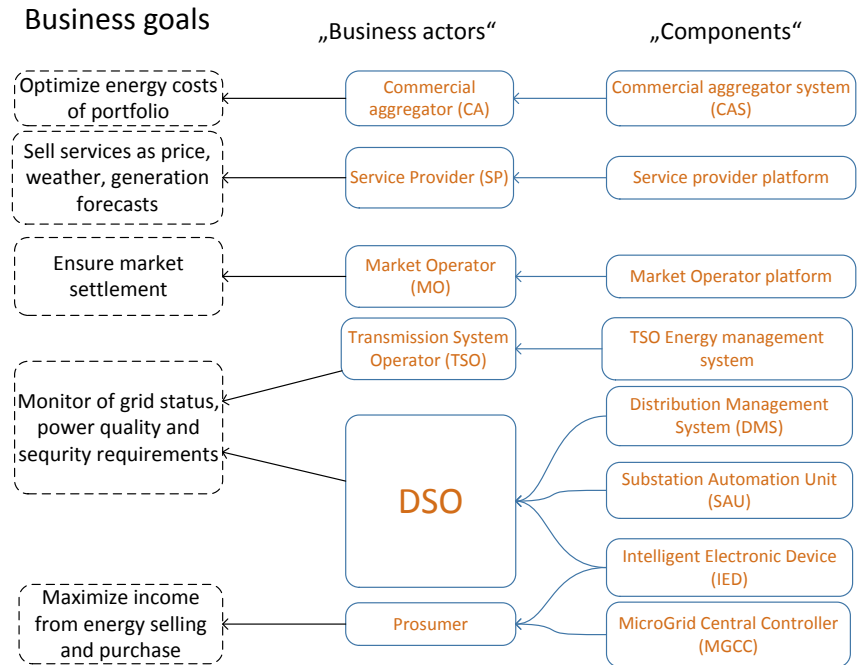 Business goals
„Business actors“
„Components“
Optimize energy costs
of portfolio
Commercial
aggregator (CA)
Commercial aggregator system
(CAS)
Sell services as price,
weather, generation
forecasts
Service Provider (SP)
Service provider platform
Ensure market
settlement
Market Operator
(MO)
Market Operator platform
Transmission System
Operator (TSO)
TSO Energy management
system
Monitor of grid status,
power quality and
sequrity requirements
DSO
Distribution Management
System (DMS)
Substation Automation Unit
(SAU)
Intelligent Electronic Device
(IED)
Maximize income
from energy selling
and purchase
Prosumer
MicroGrid Central Controller
(MGCC)